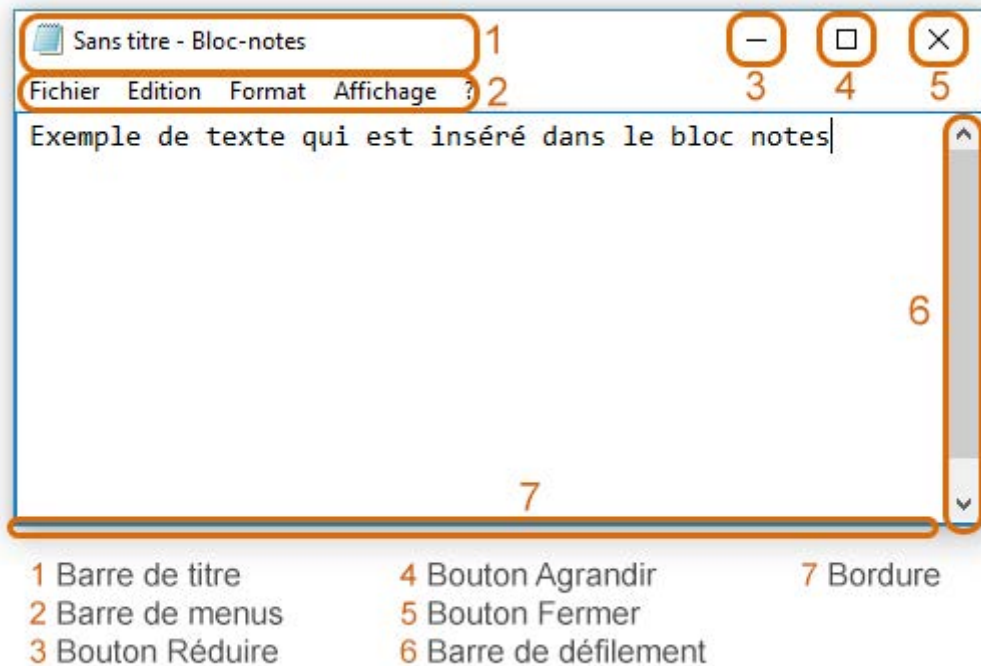 Sans titre - Bloc-notes 1
3 4 5
Fichier Edition Format Affichage ? 2
Exemple de texte qui est inséré dans le bloc notes
6
7
1 Barre de titre
2 Barre de menus
3 Bouton Réduire
4 Bouton Agrandir
5 Bouton Fermer
6 Barre de défilement
7 Bordure